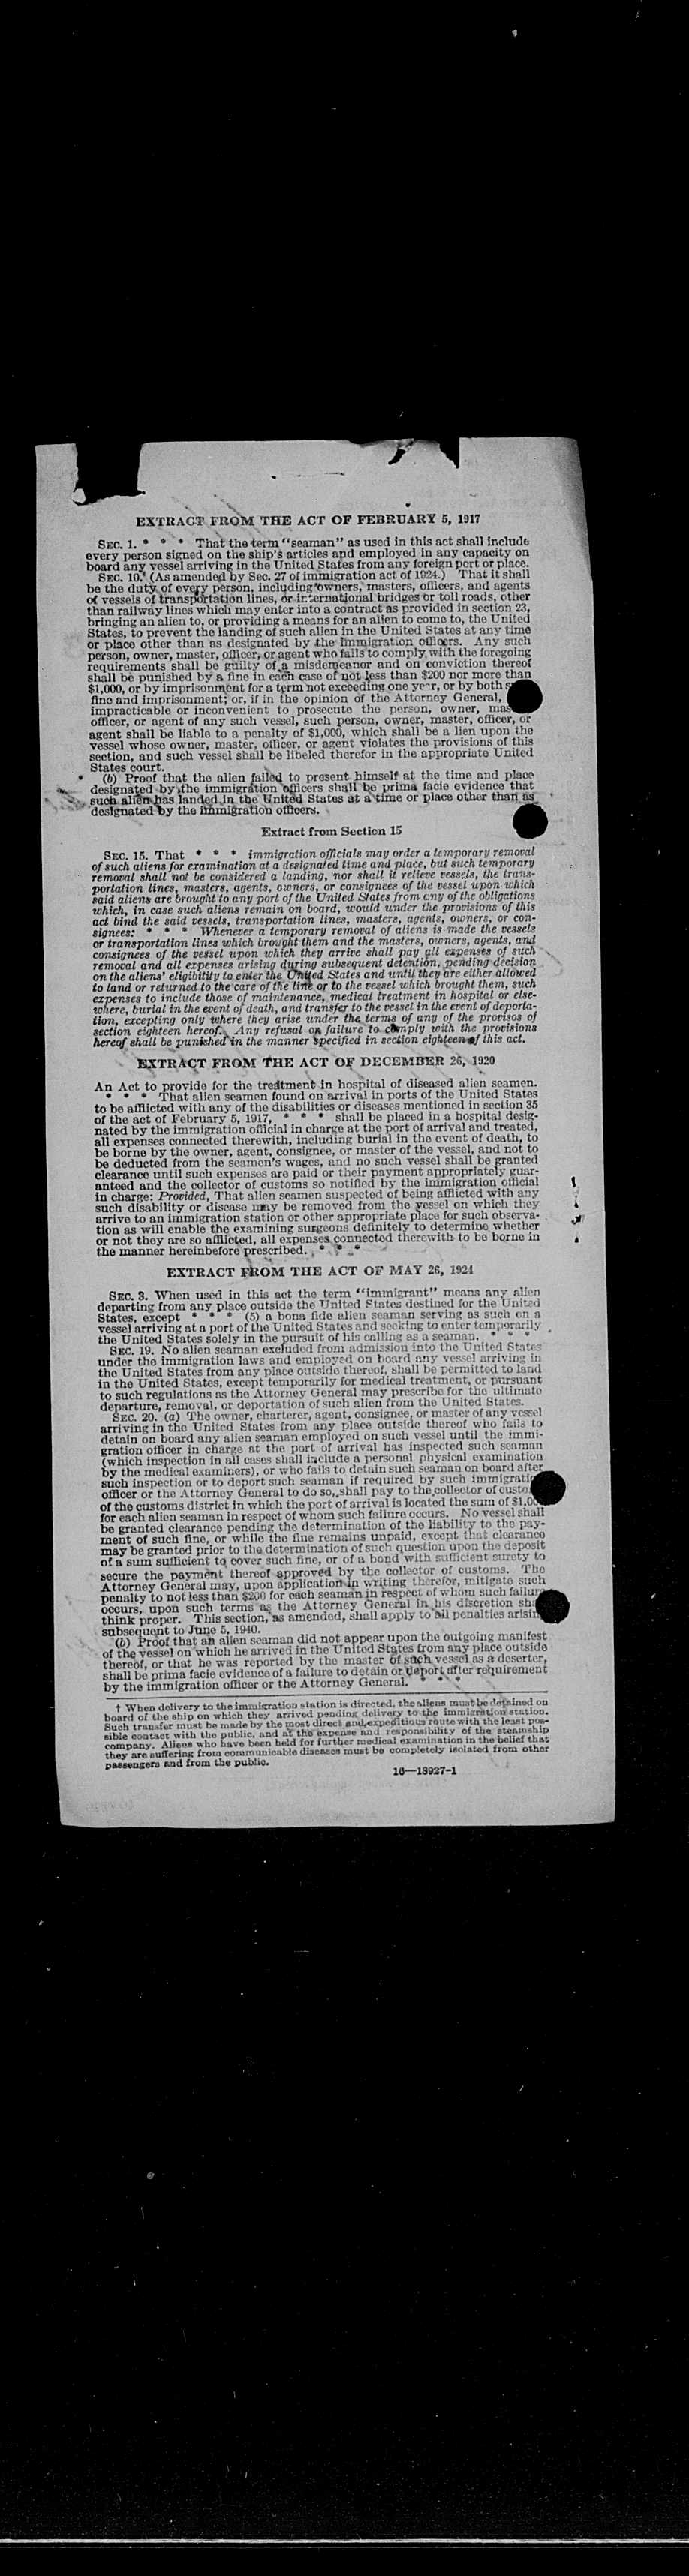 EXTRACT FROM THE ACT OF FEBRUARY 5, 1917
SEC. 1. * * * That the term "seaman" as used in this act shall include
every person signed on the ship's articles and employed in any capacity on
board any vessel arriving in the United States from any foreign port or place.
SEC. 10. (As amended by Sec. 27 of immigration act of 1924.) That it shall
be the duty of every person, including owners, masters, officers, and agents
of vessels of transportation lines, or international bridges or toll roads, other
than railway lines which may enter into a contract as provided in section 23,
bringing an alien to, or providing a means for an alien to come to, the United
States, to prevent the landing of such alien in the United States at any time
or place other than as designated by the immigration officers. Any such
person, owner, master, officer, or agent who fails to comply with the foregoing
requirements shall be guilty of a misdemeanor and on conviction thereof
shall be punished by a fine in each case of not less than $200 nor more than
$1,000, or by imprisonment for a term not exceeding one year, or by both
fine and imprisonment; or, if in the opinion of the Attorney General,
impracticable or inconvenient to prosecute the person, owner, mas
officer, or agent of any such vessel, such person, owner, master, officer, or
agent shall be liable to a penalty of $1,000, which shall be a lien upon the
vessel whose owner, master, officer, or agent violates the provisions of this
section, and such vessel shall be libeled therefor in the appropriate United
States court.
(b) Proof that the alien failed to present himself at the time and place
designated by the immigration officers shall be prima facie evidence that
such alien has landed in the United States at a time or place other than as
designated by the immigration officers.
Extract from Section 15
SEC. 15. That * * * immigration officials may order a temporary removal
of such aliens for examination at a designated time and place, but such temporary
removal shall not be considered a landing, nor shall it relieve vessels, the trans-
portation lines, masters, agents, owners, or consignees of the vessel upon which
said aliens are brought to any port of the United States from any of the obligations
which, in case such aliens remain on board, would under the provisions of this
act bind the said vessels, transportation lines, masters, agents, owners, or con-
signees: * * * Whenever a temporary removal of aliens is made the vessels
or transportation lines which brought them and the masters, owners, agents, and
consignees of the vessel upon which they arrive shall pay all expenses of such
removal and all expenses arising during subsequent detention, pending decision
on the aliens' eligibility to enter the United States and until they are either allowed
to land or returned to the care of the line or to the vessel which brought them, such
expenses to include those of maintenance, medical treatment in hospital or else-
where, burial in the event of death, and transfer to the vessel in the event of deporta-
tion, excepting only where they arise under the terms of any of the provisos of
section eighteen hereof. Any refusal or failure to comply with the provisions
hereof shall be punished in the manner specified in section eighteen of this act.
EXTRACT FROM THE ACT OF DECEMBER 26, 1920
An Act to provide for the treatment in hospital of diseased alien seamen.
* * * That alien seamen found on arrival in ports of the United States
to be afflicted with any of the disabilities or diseases mentioned in section 35
of the act of February 5, 1917, * * * shall be placed in a hospital desig-
nated by the immigration official in charge at the port of arrival and treated,
all expenses connected therewith, including burial in the event of death, to
be borne by the owner, agent, consignee, or master of the vessel, and not to
be deducted from the seamen's wages, and no such vessel shall be granted
clearance until such expenses are paid or their payment appropriately guar-
anteed and the collector of customs so notified by the immigration official
in charge: Provided, That alien seamen suspected of being afflicted with any
such disability or disease may be removed from the vessel on which they
arrive to an immigration station or other appropriate place for such observa-
tion as will enable the examining surgeons definitely to determine whether
or not they are so afflicted, all expenses connected therewith to be borne in
the manner hereinbefore prescribed. * * *
EXTRACT FROM THE ACT OF MAY 26, 1924
SEC. 3. When used in this act the term "immigrant" means any alien
departing from any place outside the United States destined for the United
States, except * * * (5) a bona fide alien seaman serving as such on a
vessel arriving at a port of the United States and seeking to enter temporarily
the United States solely in the pursuit of his calling as a seaman. * * *
SEC. 19. No alien seaman excluded from admission into the United States
under the immigration laws and employed on board any vessel arriving in
the United States from any place outside thereof, shall be permitted to land
in the United States, except temporarily for medical treatment, or pursuant
to such regulations as the Attorney General may prescribe for the ultimate
departure, removal, or deportation of such alien from the United States.
SEC. 20. (a) The owner, charterer, agent, consignee, or master of any vessel
arriving in the United States from any place outside thereof who fails to
detain on board any alien seaman employed on such vessel until the immi-
gration officer in charge at the port of arrival has inspected such seaman
(which inspection in all cases shall include a personal physical examination
by the medical examiners), or who fails to detain such seaman on board after
such inspection or to deport such seaman if required by such immigratio
officer or the Attorney General to do so, shall pay to the collector of custo
of the customs district in which the port of arrival is located the sum of $1,00
for each alien seaman in respect of whom such failure occurs. No vessel shall
be granted clearance pending the determination of the liability to the pay-
ment of such fine, or while the fine remains unpaid, except that clearance
may be granted prior to the determination of such question upon the deposit
of a sum sufficient to cover such fine, or of a bond with sufficient surety to
secure the payment thereof approved by the collector of customs. The
Attorney General may, upon application in writing therefor, mitigate such
penalty to not less than $200 for each seaman in respect of whom such failure
occurs, upon such terms as the Attorney General in his discretion sha
think proper. This section, as amended, shall apply to all penalties arisin
subsequent to June 5, 1940.
(b) Proof that an alien seaman did not appear upon the outgoing manifest
of the vessel on which he arrived in the United States from any place outside
thereof, or that he was reported by the master of such vessel as a deserter,
shall be prima facie evidence of a failure to detain or deport after requirement
by the immigration officer or the Attorney General. * * *
† When delivery to the immigration station is directed, the aliens must be detained on
board of the ship on which they arrived pending delivery to the immigration station.
Such transfer must be made by the most direct and expeditious route with the least pos-
sible contact with the public, and at the expense and responsibility of the steamship
company. Aliens who have been held for further medical examination in the belief that
they are suffering from communicable diseases must be completely isolated from other
passengers and from the public.
16—18927-1